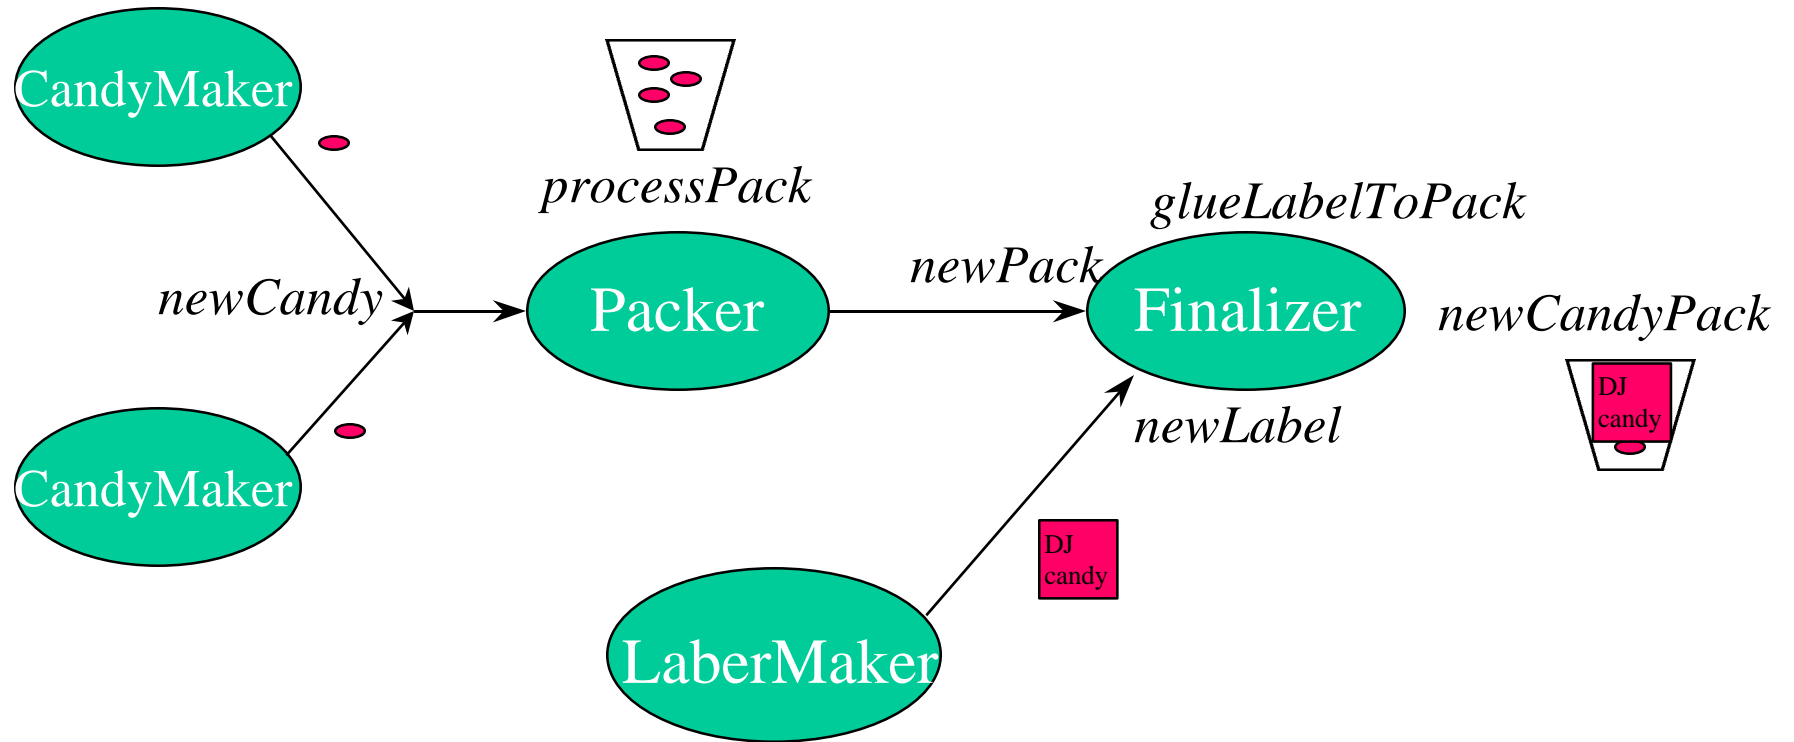 CandyMaker
processPack
glueLabelToPack
newPack
newCandy
Packer
Finalizer
newCandyPack
DJ
candy
newLabel
CandyMaker
DJ
candy
LaberMaker